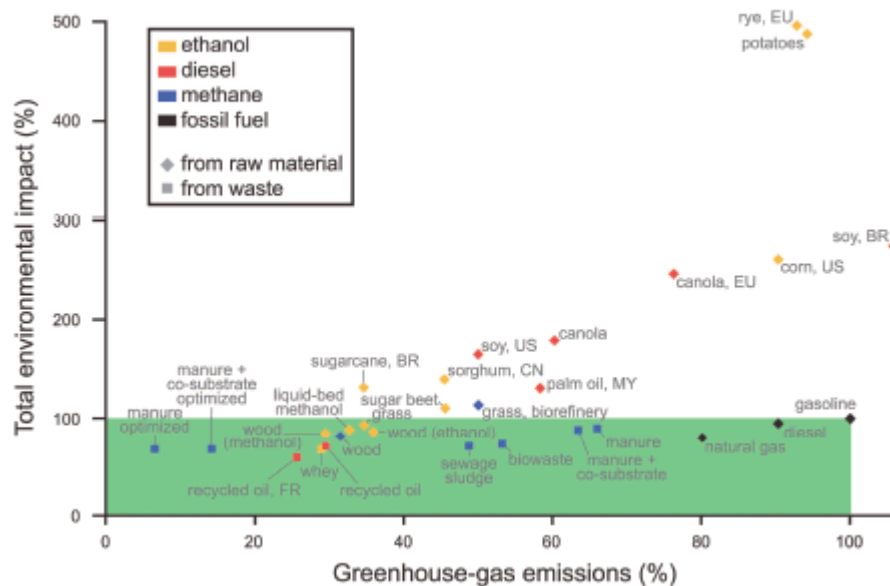 500
400
300
200
100
0
Total environmental impact (%)
ethanol
diesel
methane
fossil fuel
from raw material
from waste
rye, EU
potatoes
soy, BR
corn, US
canola, EU
canola
soy, US
sugarcane, BR
sorghum, CN
palm oil, MY
manure +
co-substrate
optimized
liquid-bed
methanol
sugar beet
grass
grass, biorefinery
gasoline
manure
optimized
wood
(methanol)
wood
wood (ethanol)
diesel
natural gas
manure
manure +
co-substrate
biowaste
sewage
sludge
whey
recycled oil, FR
recycled oil
0
20
40
60
80
100
Greenhouse-gas emissions (%)